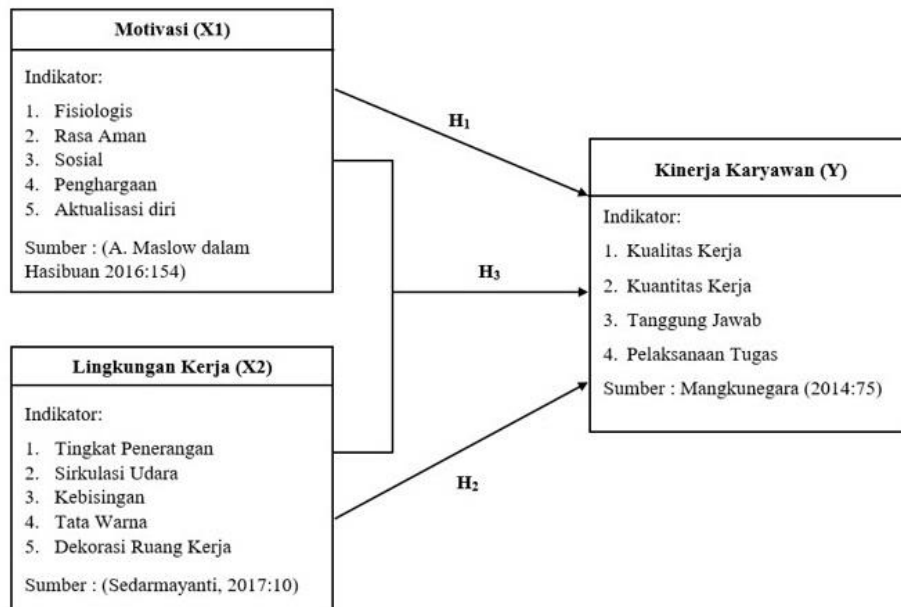 Motivasi (X1)
Indikator:
1. Fisiologis
2. Rasa Aman
3. Sosial
4. Penghargaan
5. Aktualisasi diri
Sumber : (A. Maslow dalam
Hasibuan 2016:154)
H₁
H₃
H₂
Kinerja Karyawan (Y)
Indikator:
1. Kualitas Kerja
2. Kuantitas Kerja
3. Tanggung Jawab
4. Pelaksanaan Tugas
Sumber : Mangkunegara (2014:75)
Lingkungan Kerja (X2)
Indikator:
1. Tingkat Penerangan
2. Sirkulasi Udara
3. Kebisingan
4. Tata Warna
5. Dekorasi Ruang Kerja
Sumber : (Sedarmayanti, 2017:10)